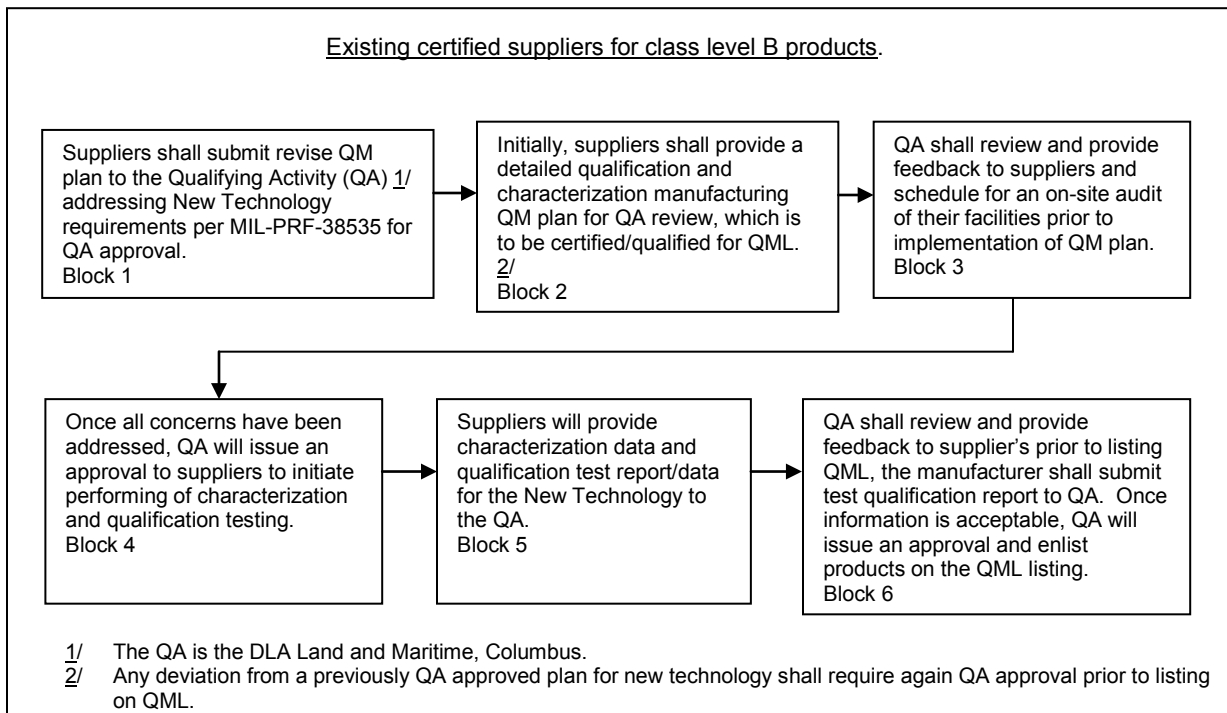 Existing certified suppliers for class level B products.
Suppliers shall submit revise QM
plan to the Qualifying Activity (QA) 1/
addressing New Technology
requirements per MIL-PRF-38535 for
QA approval.
Block 1
Initially, suppliers shall provide a
detailed qualification and
characterization manufacturing
QM plan for QA review, which is
to be certified/qualified for QML.
2/
Block 2
QA shall review and provide
feedback to suppliers and
schedule for an on-site audit
of their facilities prior to
implementation of QM plan.
Block 3
Once all concerns have been
addressed, QA will issue an
approval to suppliers to initiate
performing of characterization
and qualification testing.
Block 4
Suppliers will provide
characterization data and
qualification test report/data
for the New Technology to
the QA.
Block 5
QA shall review and provide
feedback to supplier’s prior to listing
QML, the manufacturer shall submit
test qualification report to QA.  Once
information is acceptable, QA will
issue an approval and enlist
products on the QML listing.
Block 6
1/ The QA is the DLA Land and Maritime, Columbus.
2/ Any deviation from a previously QA approved plan for new technology shall require again QA approval prior to listing
on QML.